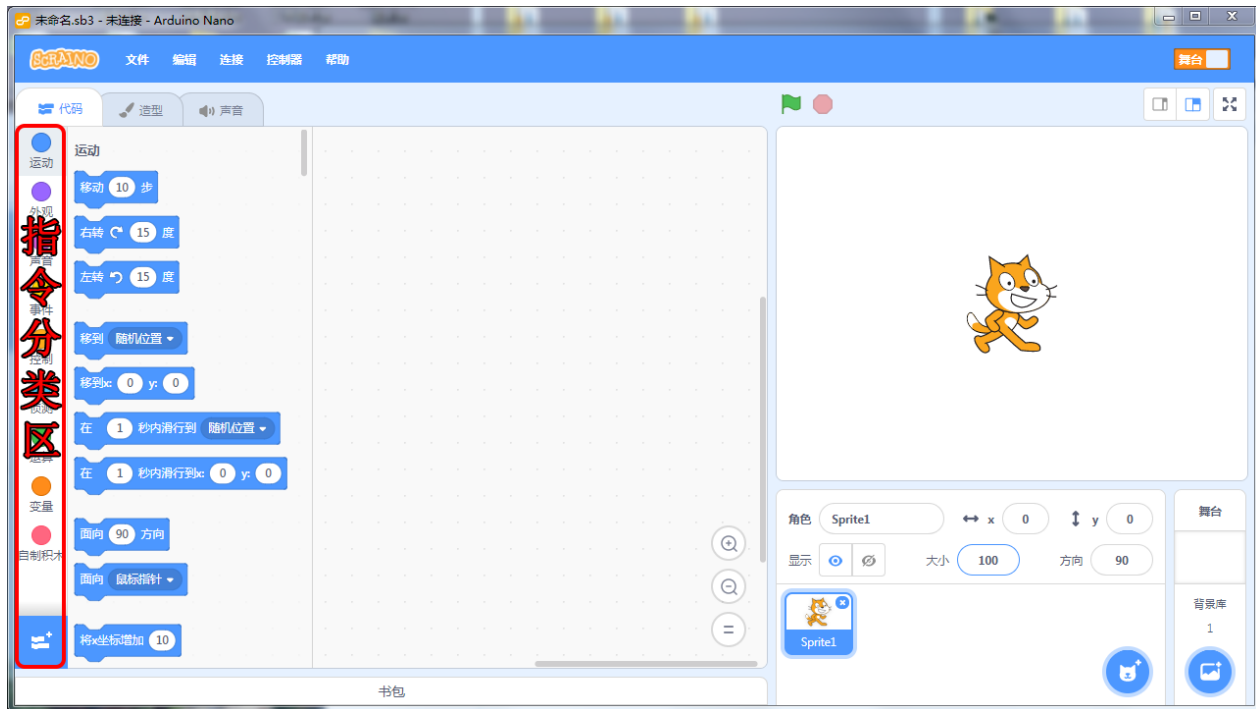 未命名.sb3 - 未连接 - Arduino Nano
SCRAINO 文件 编辑 连接 控制器 帮助 舞台
代码 造型 声音
运动
外观
声音
事件
控制
变量
自制积木
指令分类区
运动
移动 10 步
右转 15 度
左转 15 度
移到 随机位置
移到x: 0 y: 0
在 1 秒内滑行到 随机位置
在 1 秒内滑行到x: 0 y: 0
面向 90 方向
面向 鼠标指针
将x坐标增加 10
书包
角色 Sprite1 x 0 y 0
显示 大小 100 方向 90
Sprite1
舞台
背景库
1